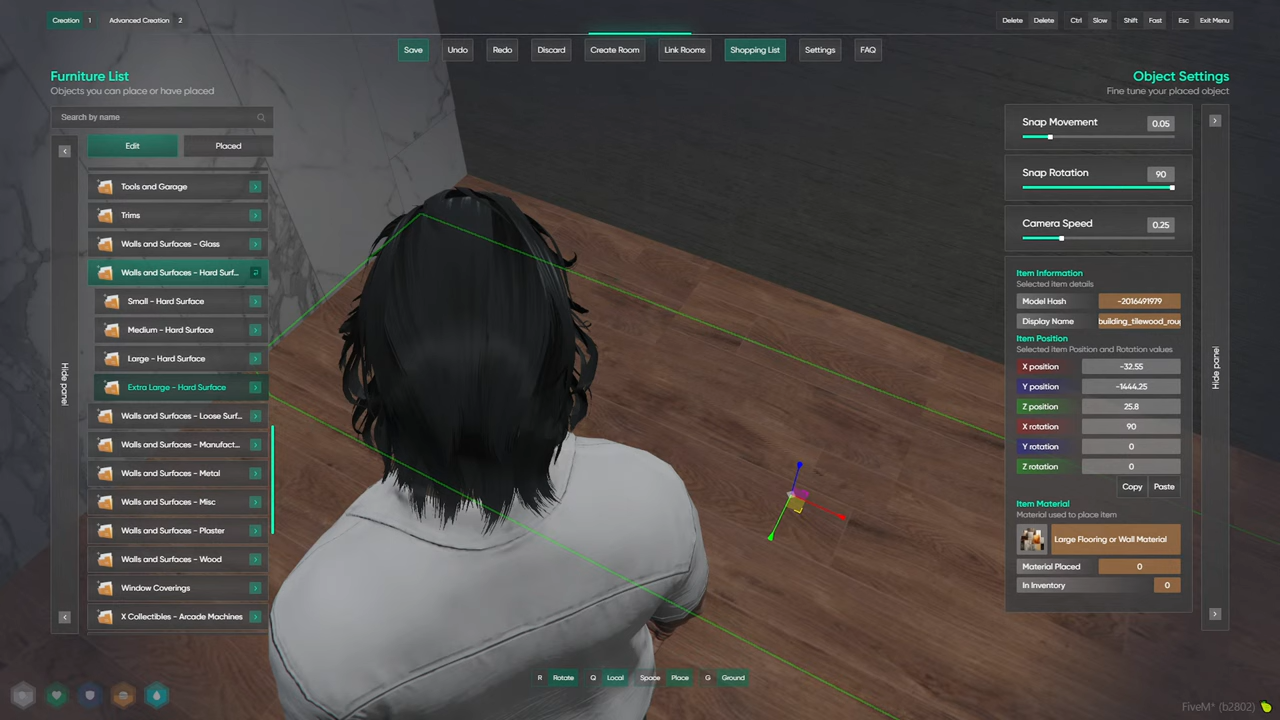 Creation 1 Advanced Creation 2
Delete Delete Ctrl Slow Shift Fast Esc Exit Menu
Save Undo Redo Discard Create Room Link Rooms Shopping List Settings FAQ
Furniture List
Objects you can place or have placed
Search by name
Edit Placed
Hide panel
Tools and Garage
Trims
Walls and Surfaces - Glass
Walls and Surfaces - Hard Surf...
Small - Hard Surface
Medium - Hard Surface
Large - Hard Surface
Extra Large - Hard Surface
Walls and Surfaces - Loose Surf...
Walls and Surfaces - Manufact...
Walls and Surfaces - Metal
Walls and Surfaces - Misc
Walls and Surfaces - Plaster
Walls and Surfaces - Wood
Window Coverings
X Collectibles - Arcade Machines
Object Settings
Fine tune your placed object
Snap Movement 0.05
Snap Rotation 90
Camera Speed 0.25
Item Information
Selected item details
Model Hash -2016491979
Display Name building_tilewood_roug
Item Position
Selected item Position and Rotation values
X position -32.55
Y position -1444.25
Z position 25.8
X rotation 90
Y rotation 0
Z rotation 0
Copy Paste
Item Material
Material used to place item
Large Flooring or Wall Material
Material Placed 0
In Inventory 0
Hide panel
R Rotate Q Local Space Place G Ground
FiveM* (b2802)